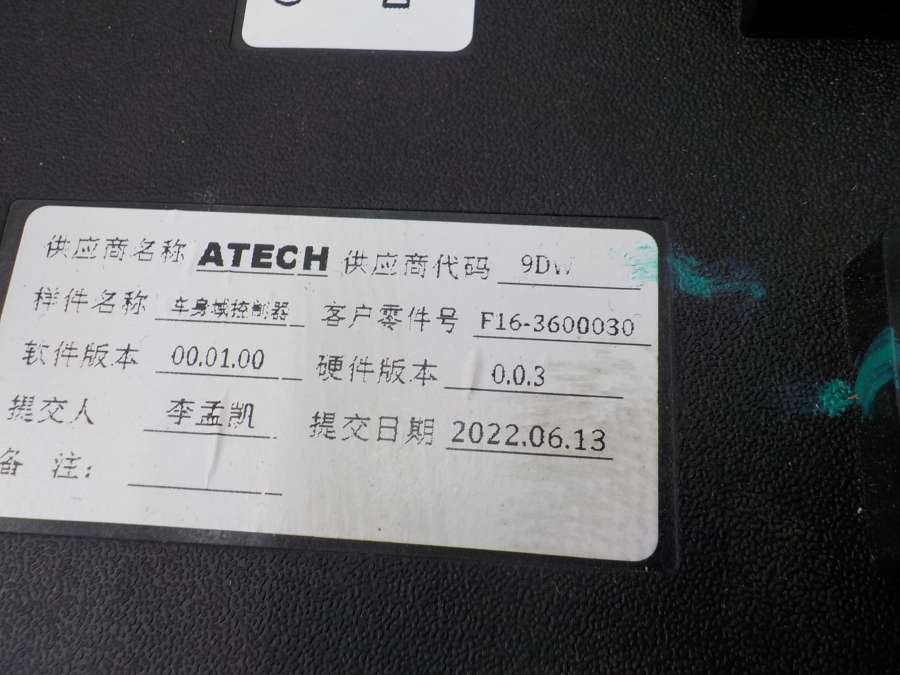 供应商名称 ATECH 供应商代码 9DW
样件名称 车身域控制器 客户零件号 F16-3600030
软件版本 00.01.00 硬件版本 0.0.3
提交人 李孟凯 提交日期 2022.06.13
备 注：